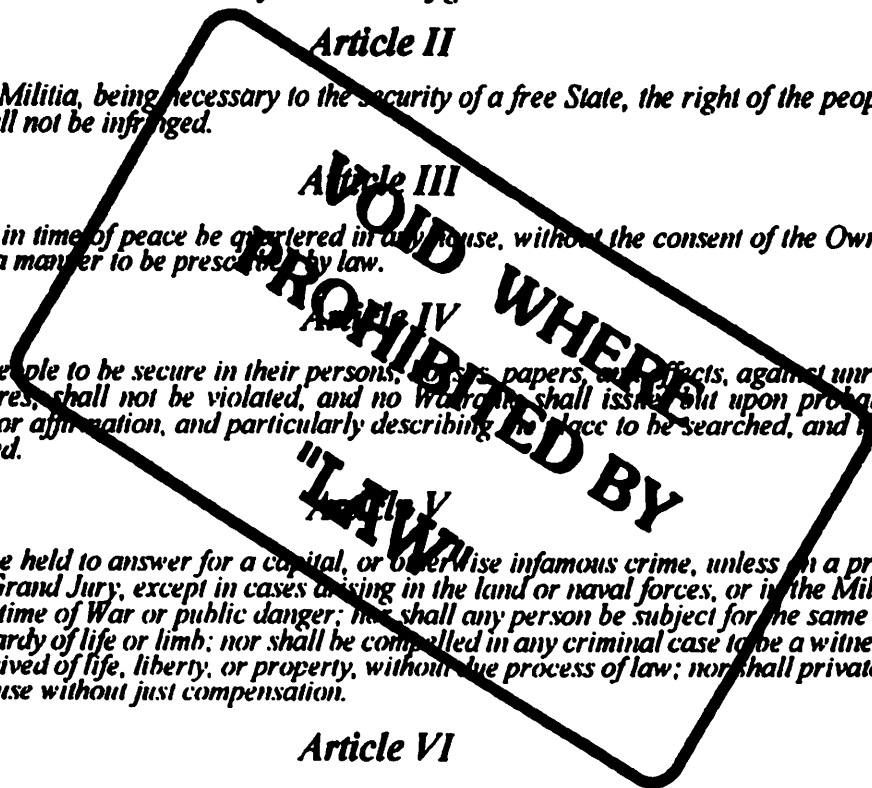 Article II
Militia, being necessary to the security of a free State, the right of the peop
ll not be infringed.
Article III
in time of peace be quartered in any house, without the consent of the Own
a manner to be prescribed by law.
Article IV
eople to be secure in their persons, houses, papers, and effects, against unr
res, shall not be violated, and no Warrants shall issue, but upon proba
or affirmation, and particularly describing the place to be searched, and
ed.
Article V
e held to answer for a capital, or otherwise infamous crime, unless on a pr
Grand Jury, except in cases arising in the land or naval forces, or in the Mil
time of War or public danger; nor shall any person be subject for the same
ardy of life or limb; nor shall be compelled in any criminal case to be a witne
rived of life, liberty, or property, without due process of law; nor shall private
use without just compensation.
Article VI
VOID WHERE
PROHIBITED BY
"LAW"